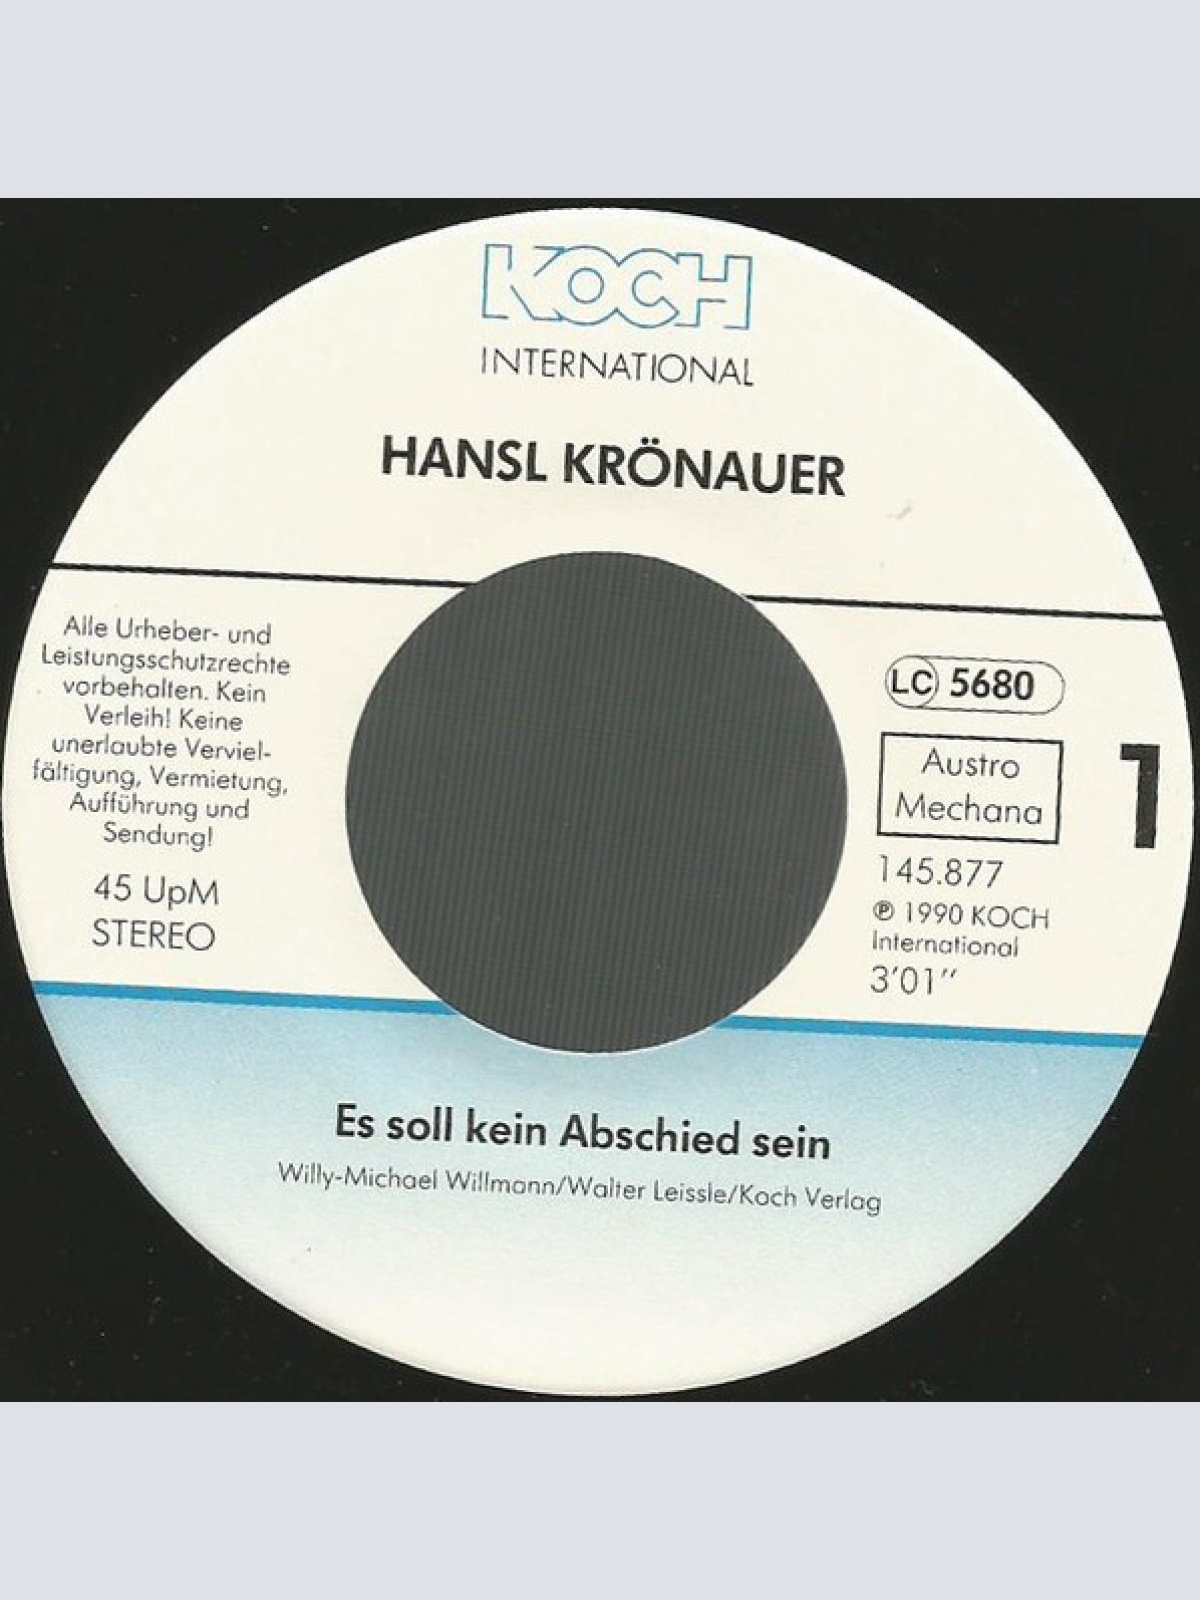 KOCH
INTERNATIONAL
HANSL KRÖNAUER
Alle Urheber- und
Leistungsschutzrechte
vorbehalten. Kein
Verleih! Keine
unerlaubte Verviel-
fältigung, Vermietung,
Aufführung und
Sendung!
45 UpM
STEREO
LC 5680
Austro
Mechana
1
145.877
℗ 1990 KOCH
International
3'01''
Es soll kein Abschied sein
Willy-Michael Willmann/Walter Leissle/Koch Verlag